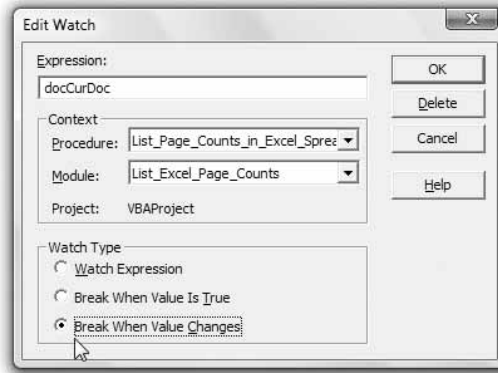 Edit Watch
Expression:
docCurDoc
OK
Delete
Cancel
Help
Context
Procedure: List_Page_Counts_in_Excel_Sprea
Module: List_Excel_Page_Counts
Project: VBAProject
Watch Type
Watch Expression
Break When Value Is True
Break When Value Changes